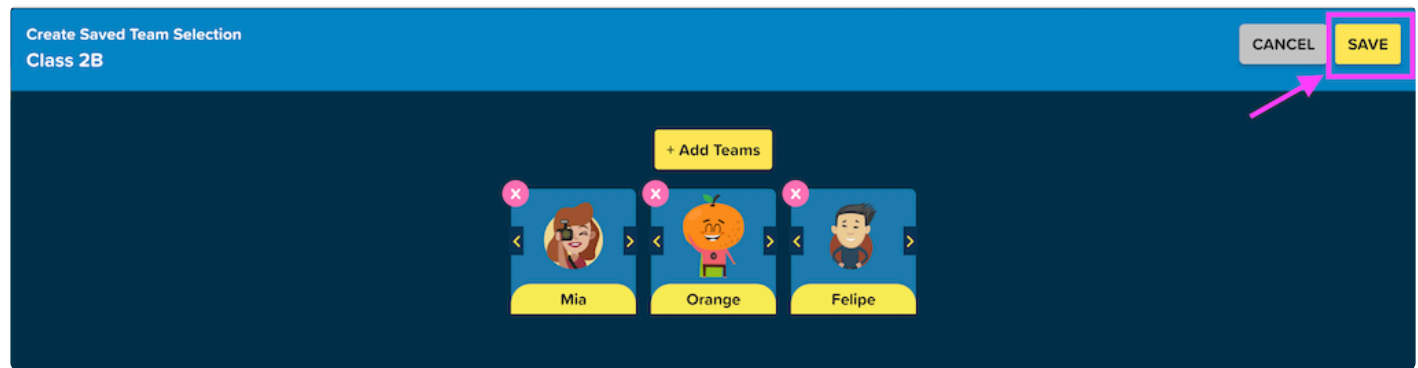 Create Saved Team Selection
Class 2B
CANCEL
SAVE
+ Add Teams
Mia
Orange
Felipe